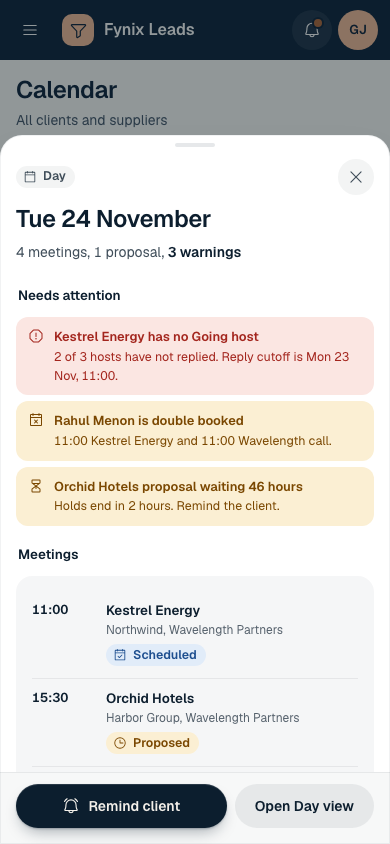 Fynix Leads
GJ
Calendar
All clients and suppliers
Day
Tue 24 November
4 meetings, 1 proposal, 3 warnings
Needs attention
Kestrel Energy has no Going host
2 of 3 hosts have not replied. Reply cutoff is Mon 23
Nov, 11:00.
Rahul Menon is double booked
11:00 Kestrel Energy and 11:00 Wavelength call.
Orchid Hotels proposal waiting 46 hours
Holds end in 2 hours. Remind the client.
Meetings
11:00
Kestrel Energy
Northwind, Wavelength Partners
Scheduled
15:30
Orchid Hotels
Harbor Group, Wavelength Partners
Proposed
Remind client
Open Day view